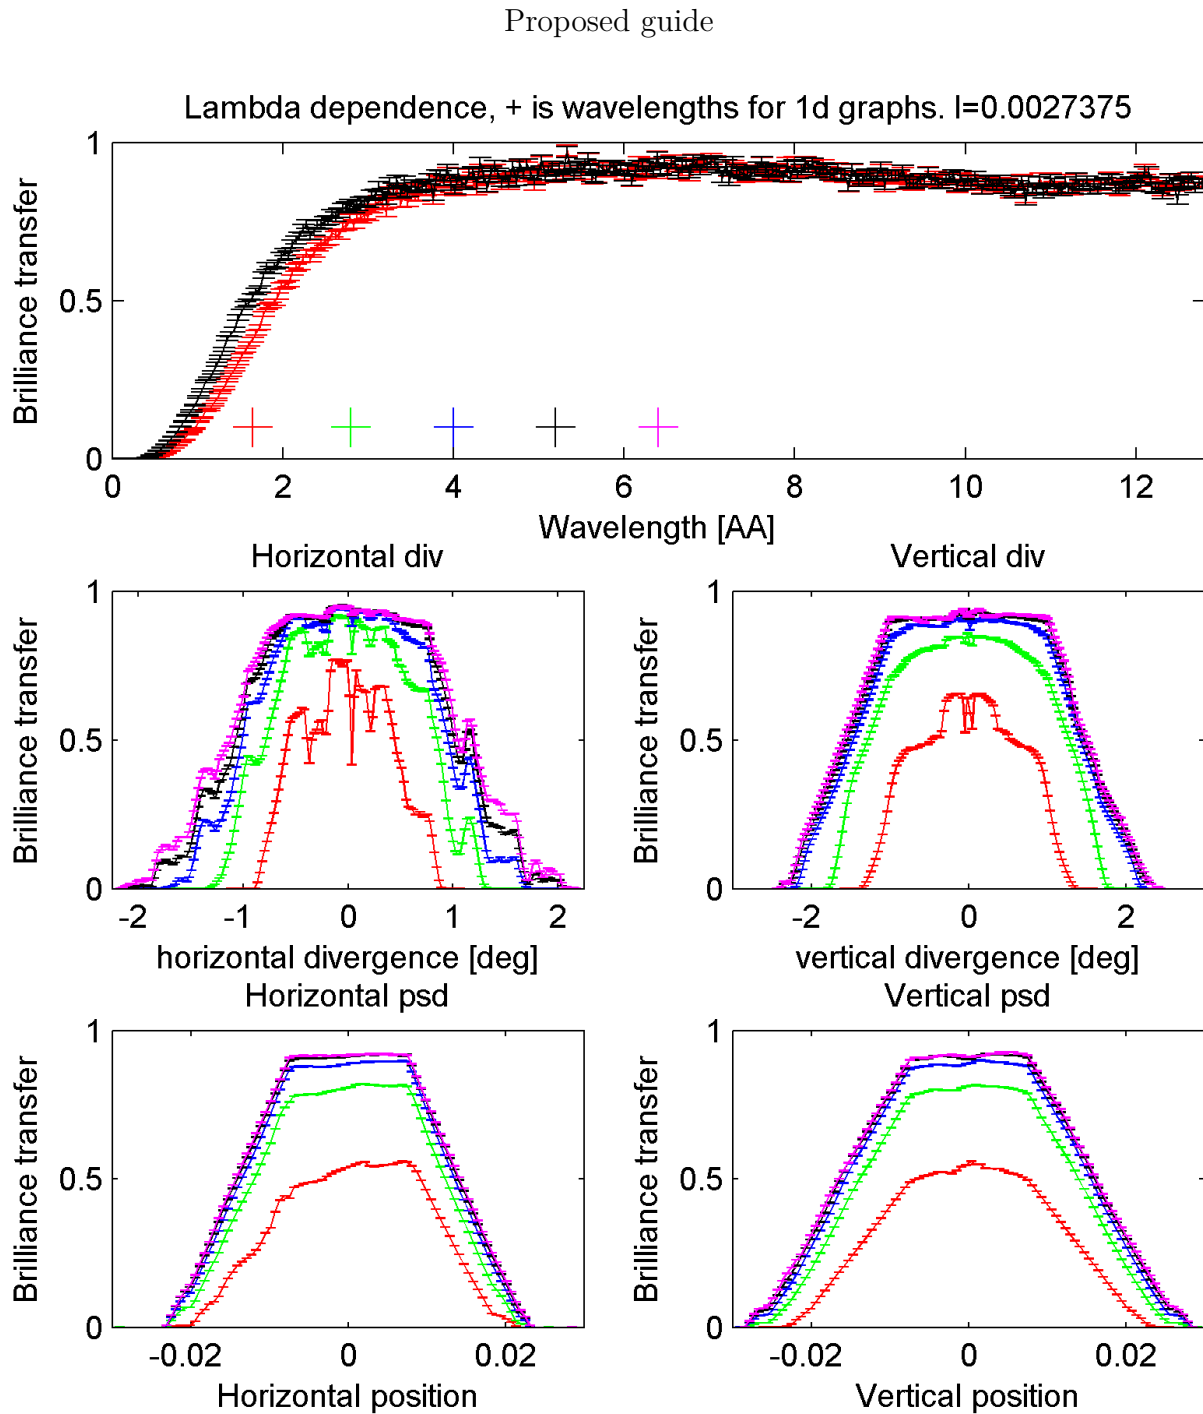 Proposed guide
Lambda dependence, + is wavelengths for 1d graphs. I=0.0027375
Brilliance transfer
1
0.5
0
0 2 4 6 8 10 12
Wavelength [AA]
Horizontal div
Brilliance transfer
1
0.5
0
-2 -1 0 1 2
horizontal divergence [deg]
Vertical div
Brilliance transfer
1
0.5
0
-2 0 2
vertical divergence [deg]
Horizontal psd
Brilliance transfer
1
0.5
0
-0.02 0 0.02
Horizontal position
Vertical psd
Brilliance transfer
1
0.5
0
-0.02 0 0.02
Vertical position